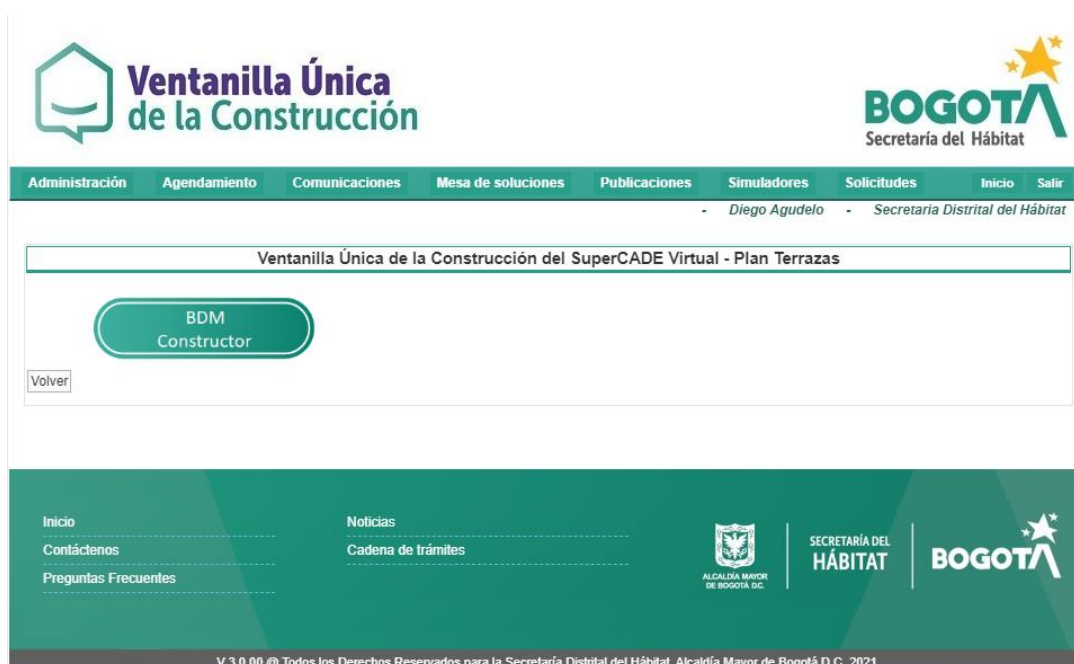 Ventanilla Única
de la Construcción
BOGOTÁ
Secretaría del Hábitat
Administración Agendamiento Comunicaciones Mesa de soluciones Publicaciones Simuladores Solicitudes Inicio Salir
- Diego Agudelo - Secretaria Distrital del Hábitat
Ventanilla Única de la Construcción del SuperCADE Virtual - Plan Terrazas
BDM
Constructor
Volver
Inicio
Contáctenos
Preguntas Frecuentes
Noticias
Cadena de trámites
ALCALDÍA MAYOR
DE BOGOTÁ D.C.
SECRETARÍA DEL
HÁBITAT
BOGOTÁ
V 3.0.00 @ Todos los Derechos Reservados para la Secretaría Distrital del Hábitat, Alcaldía Mayor de Bogotá D.C. 2021